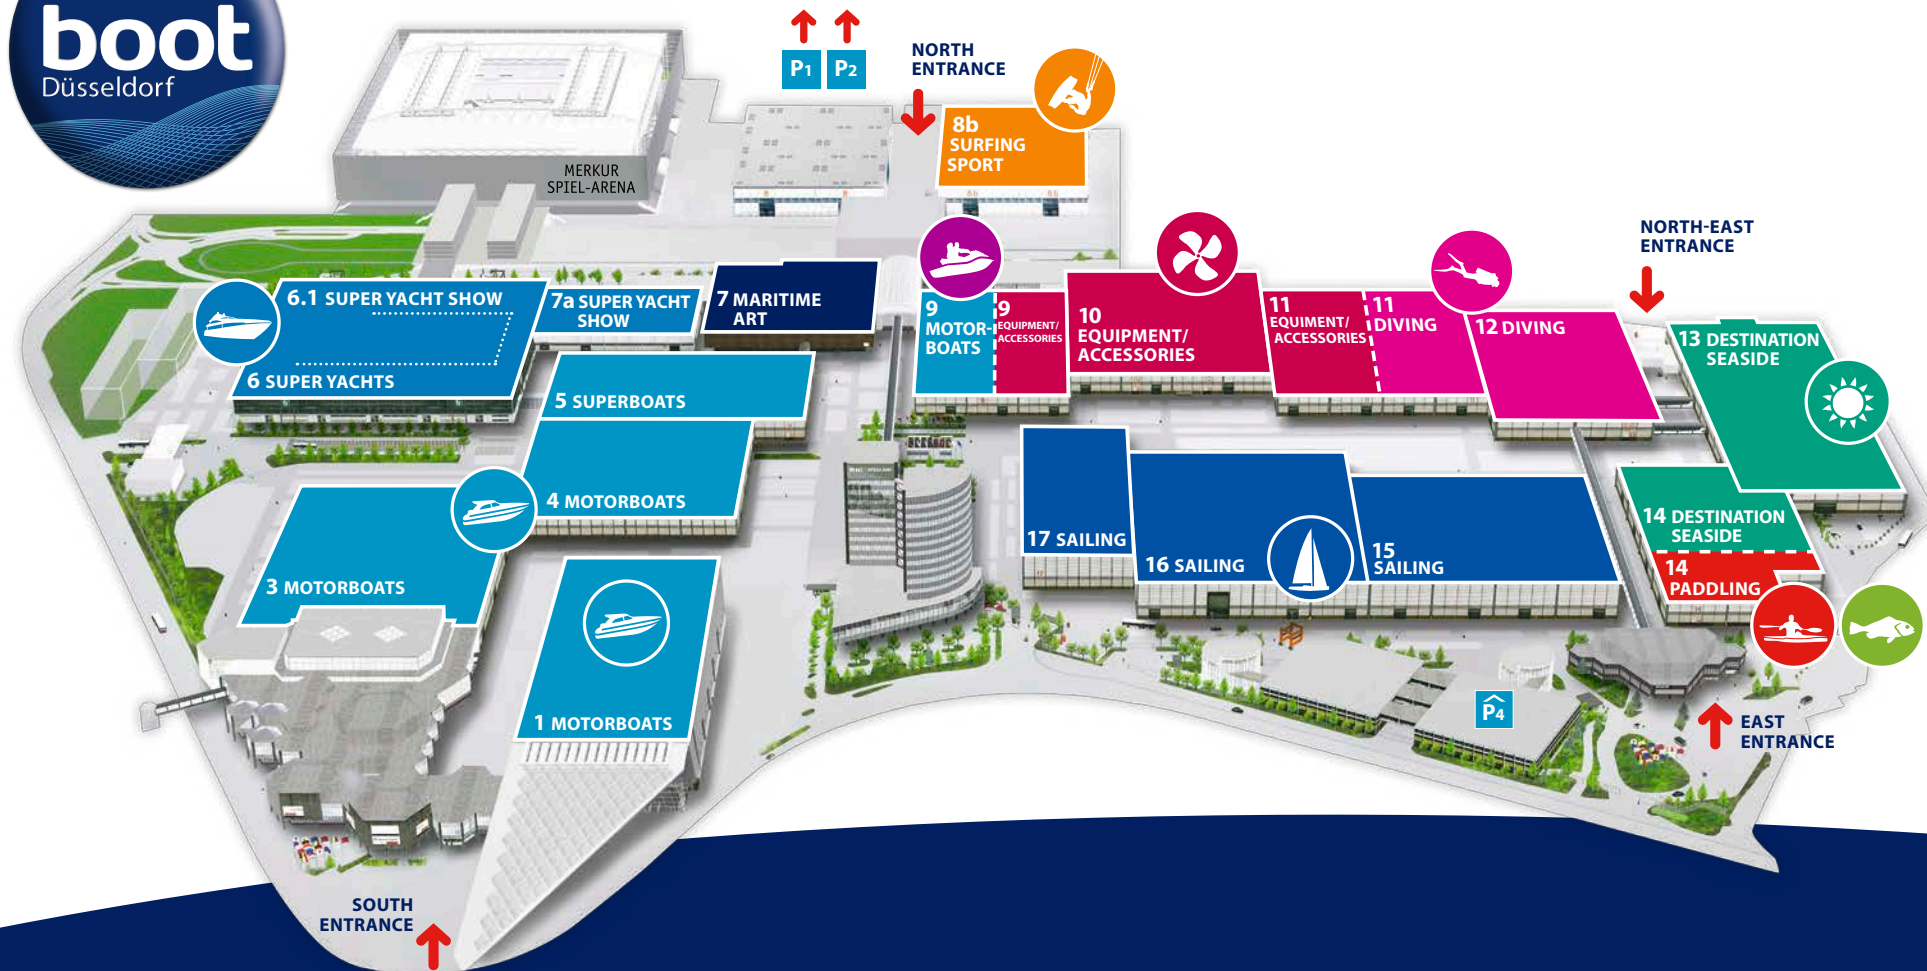 boot
Düsseldorf
P1
P2
NORTH
ENTRANCE
8b
SURFING
SPORT
MERKUR
SPIEL-ARENA
NORTH-EAST
ENTRANCE
6.1 SUPER YACHT SHOW
6 SUPER YACHTS
7a SUPER YACHT
SHOW
7 MARITIME
ART
9
MOTOR-
BOATS
9
EQUIPMENT/
ACCESSORIES
10
EQUIPMENT/
ACCESSORIES
11
EQUIMENT/
ACCESSORIES
11
DIVING
12 DIVING
13 DESTINATION
SEASIDE
5 SUPERBOATS
4 MOTORBOATS
3 MOTORBOATS
1 MOTORBOATS
17 SAILING
16 SAILING
15
SAILING
14 DESTINATION
SEASIDE
14
PADDLING
P4
EAST
ENTRANCE
SOUTH
ENTRANCE